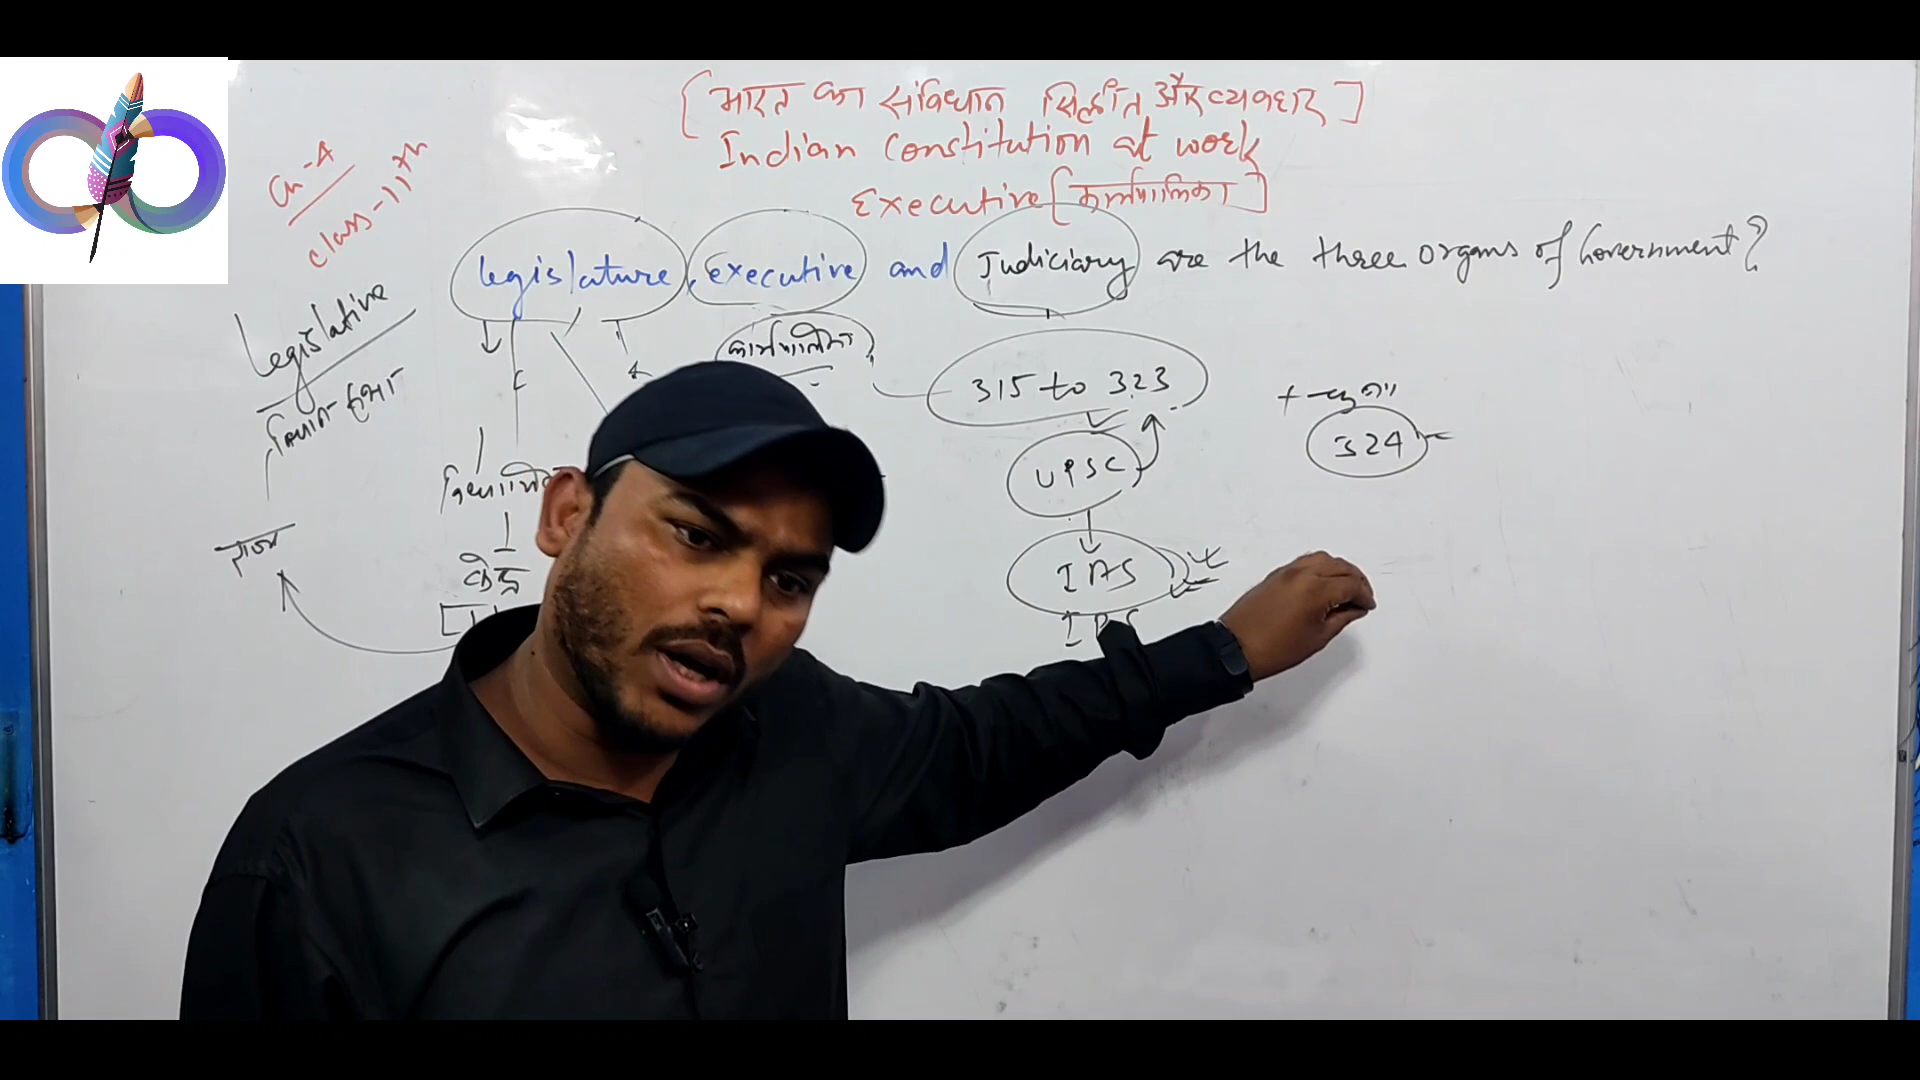 [भारत का संविधान सिद्धांत और व्यवहार]
Indian Constitution at work
Executive [कार्यपालिका]
Ch-4
class-11th
legislature, executive and Judiciary are the three organs of Government?
Legislative
कार्यपालिका
315 to 323
324
UPSC
केंद्र
राज्य
IAS
IPS